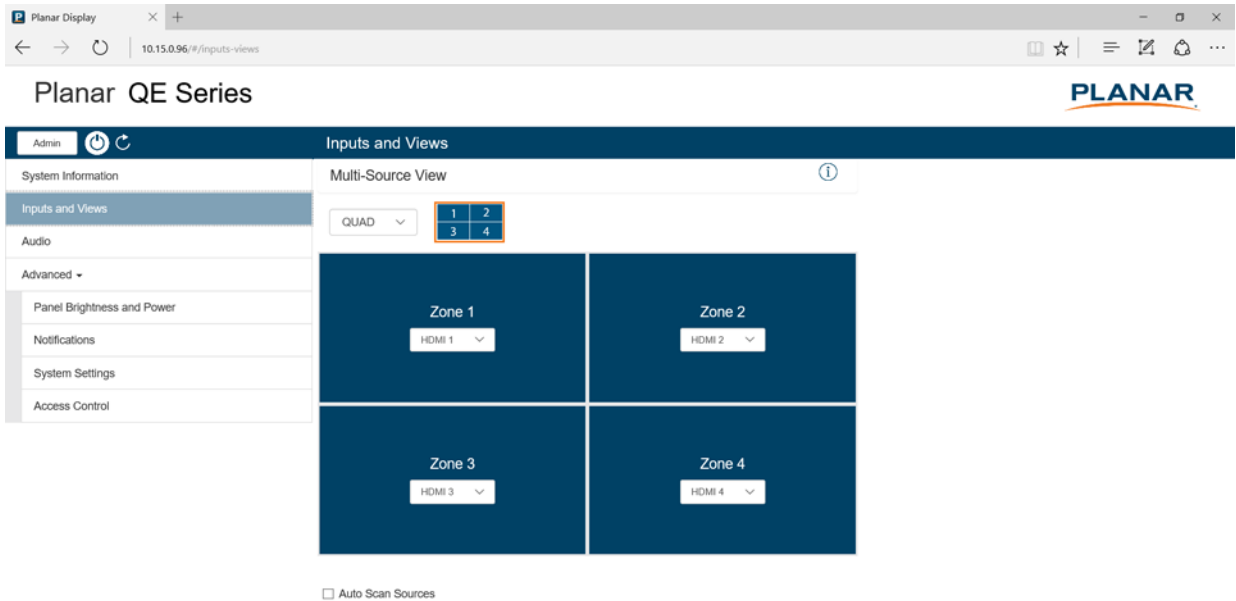 Planar Display
10.15.0.96/#/inputs-views
Planar QE Series
PLANAR
Admin
Inputs and Views
System Information
Inputs and Views
Audio
Advanced
Panel Brightness and Power
Notifications
System Settings
Access Control
Multi-Source View
QUAD
1 2
3 4
Zone 1
HDMI 1
Zone 2
HDMI 2
Zone 3
HDMI 3
Zone 4
HDMI 4
Auto Scan Sources